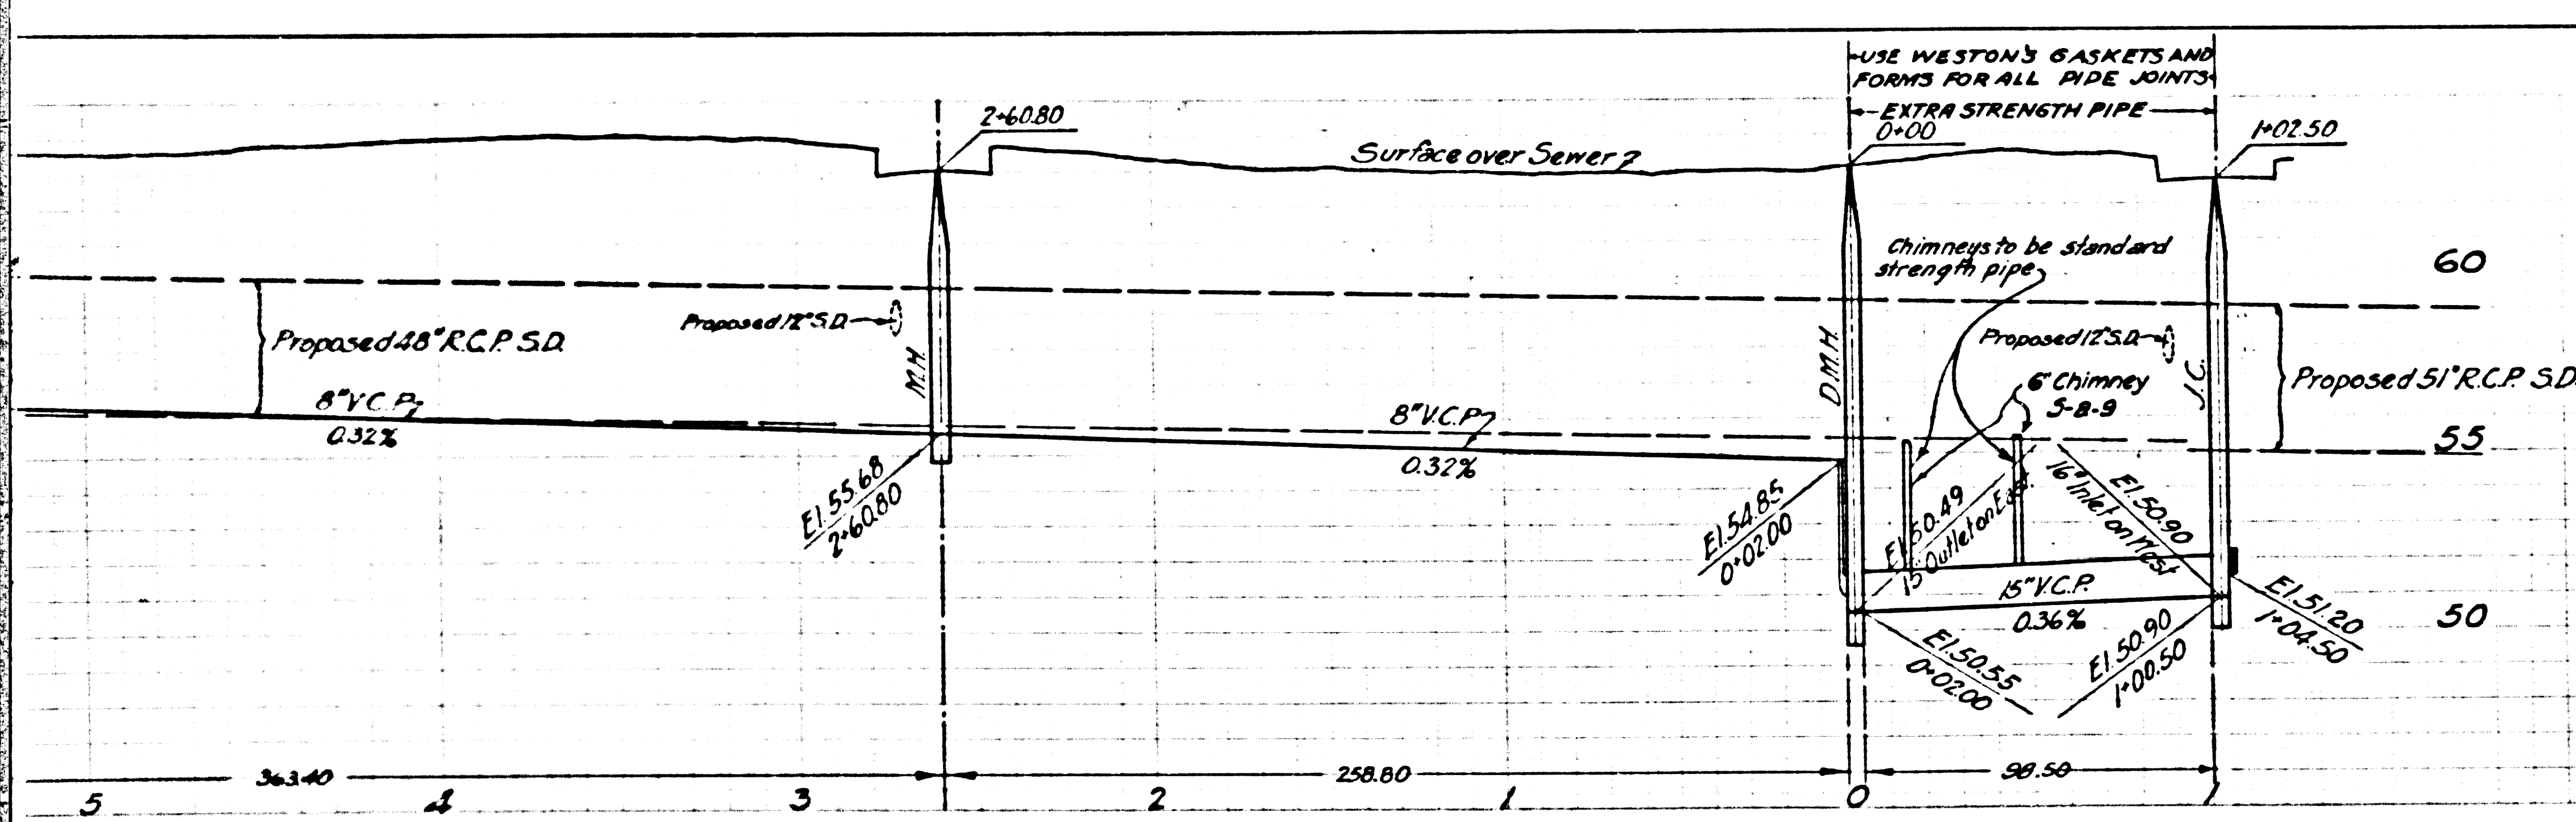 USE WESTON'S GASKETS AND
FORMS FOR ALL PIPE JOINTS
EXTRA STRENGTH PIPE
2+60.80
0+00
1+02.50
Surface over Sewer
Chimneys to be standard
strength pipe
60
Proposed 48" R.C.P. S.D.
Proposed 12" S.D.
M.H.
D.M.H.
Proposed 12" S.D.
J.C.
Proposed 51" R.C.P. S.D.
6" Chimney
S-a-9
8" V.C.P.
0.32%
8" V.C.P.
0.32%
55
El. 55.68
2+60.80
El. 54.85
0+02.00
El. 50.49
15" Outlet on East
El. 50.90
16" Inlet on West
15" V.C.P.
0.36%
El. 50.55
0+02.00
El. 50.90
1+00.50
El. 51.20
1+04.50
50
363.40
258.80
98.50
5
4
3
2
1
0
1